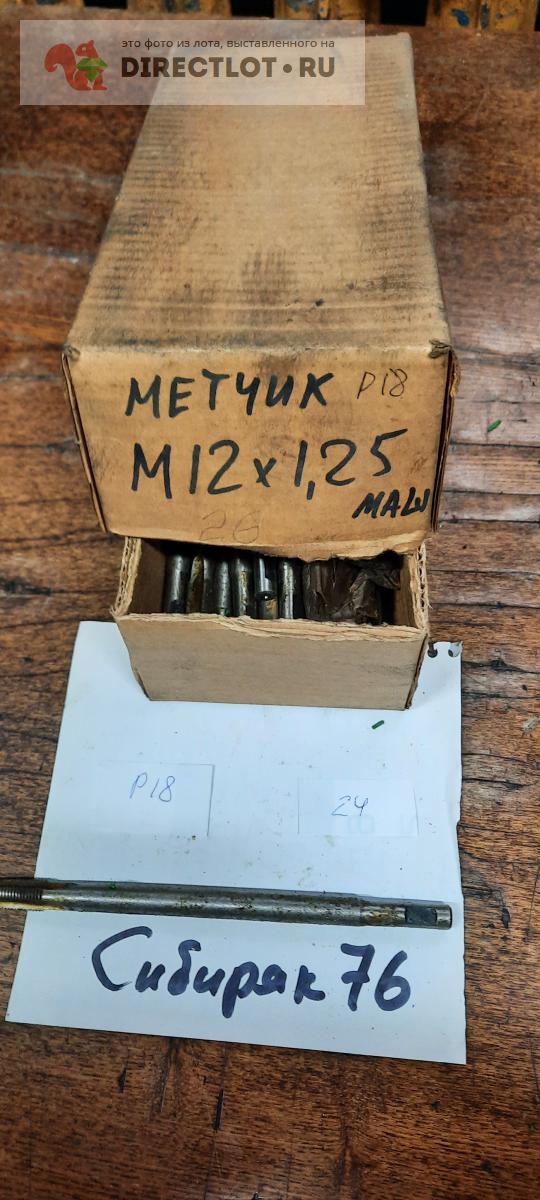 это фото из лота, выставленного на
DIRECTLOT•RU
МЕТЧИК Р18
М12х1,25
МАШ
26
Р18
24
Сибиряк 76